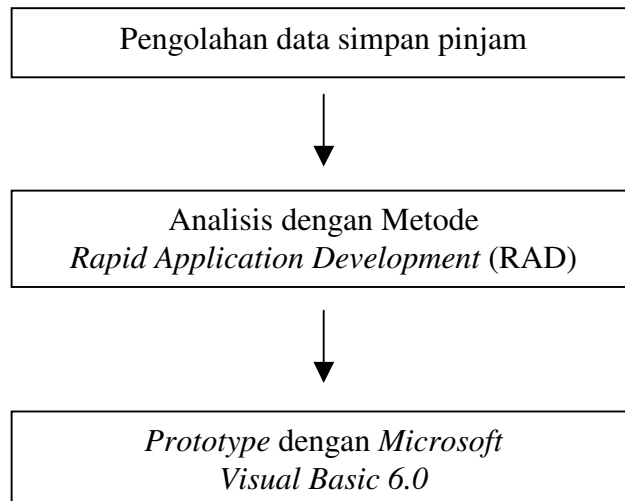 Pengolahan data simpan pinjam
Analisis dengan Metode
Rapid Application Development (RAD)
Prototype dengan Microsoft
Visual Basic 6.0